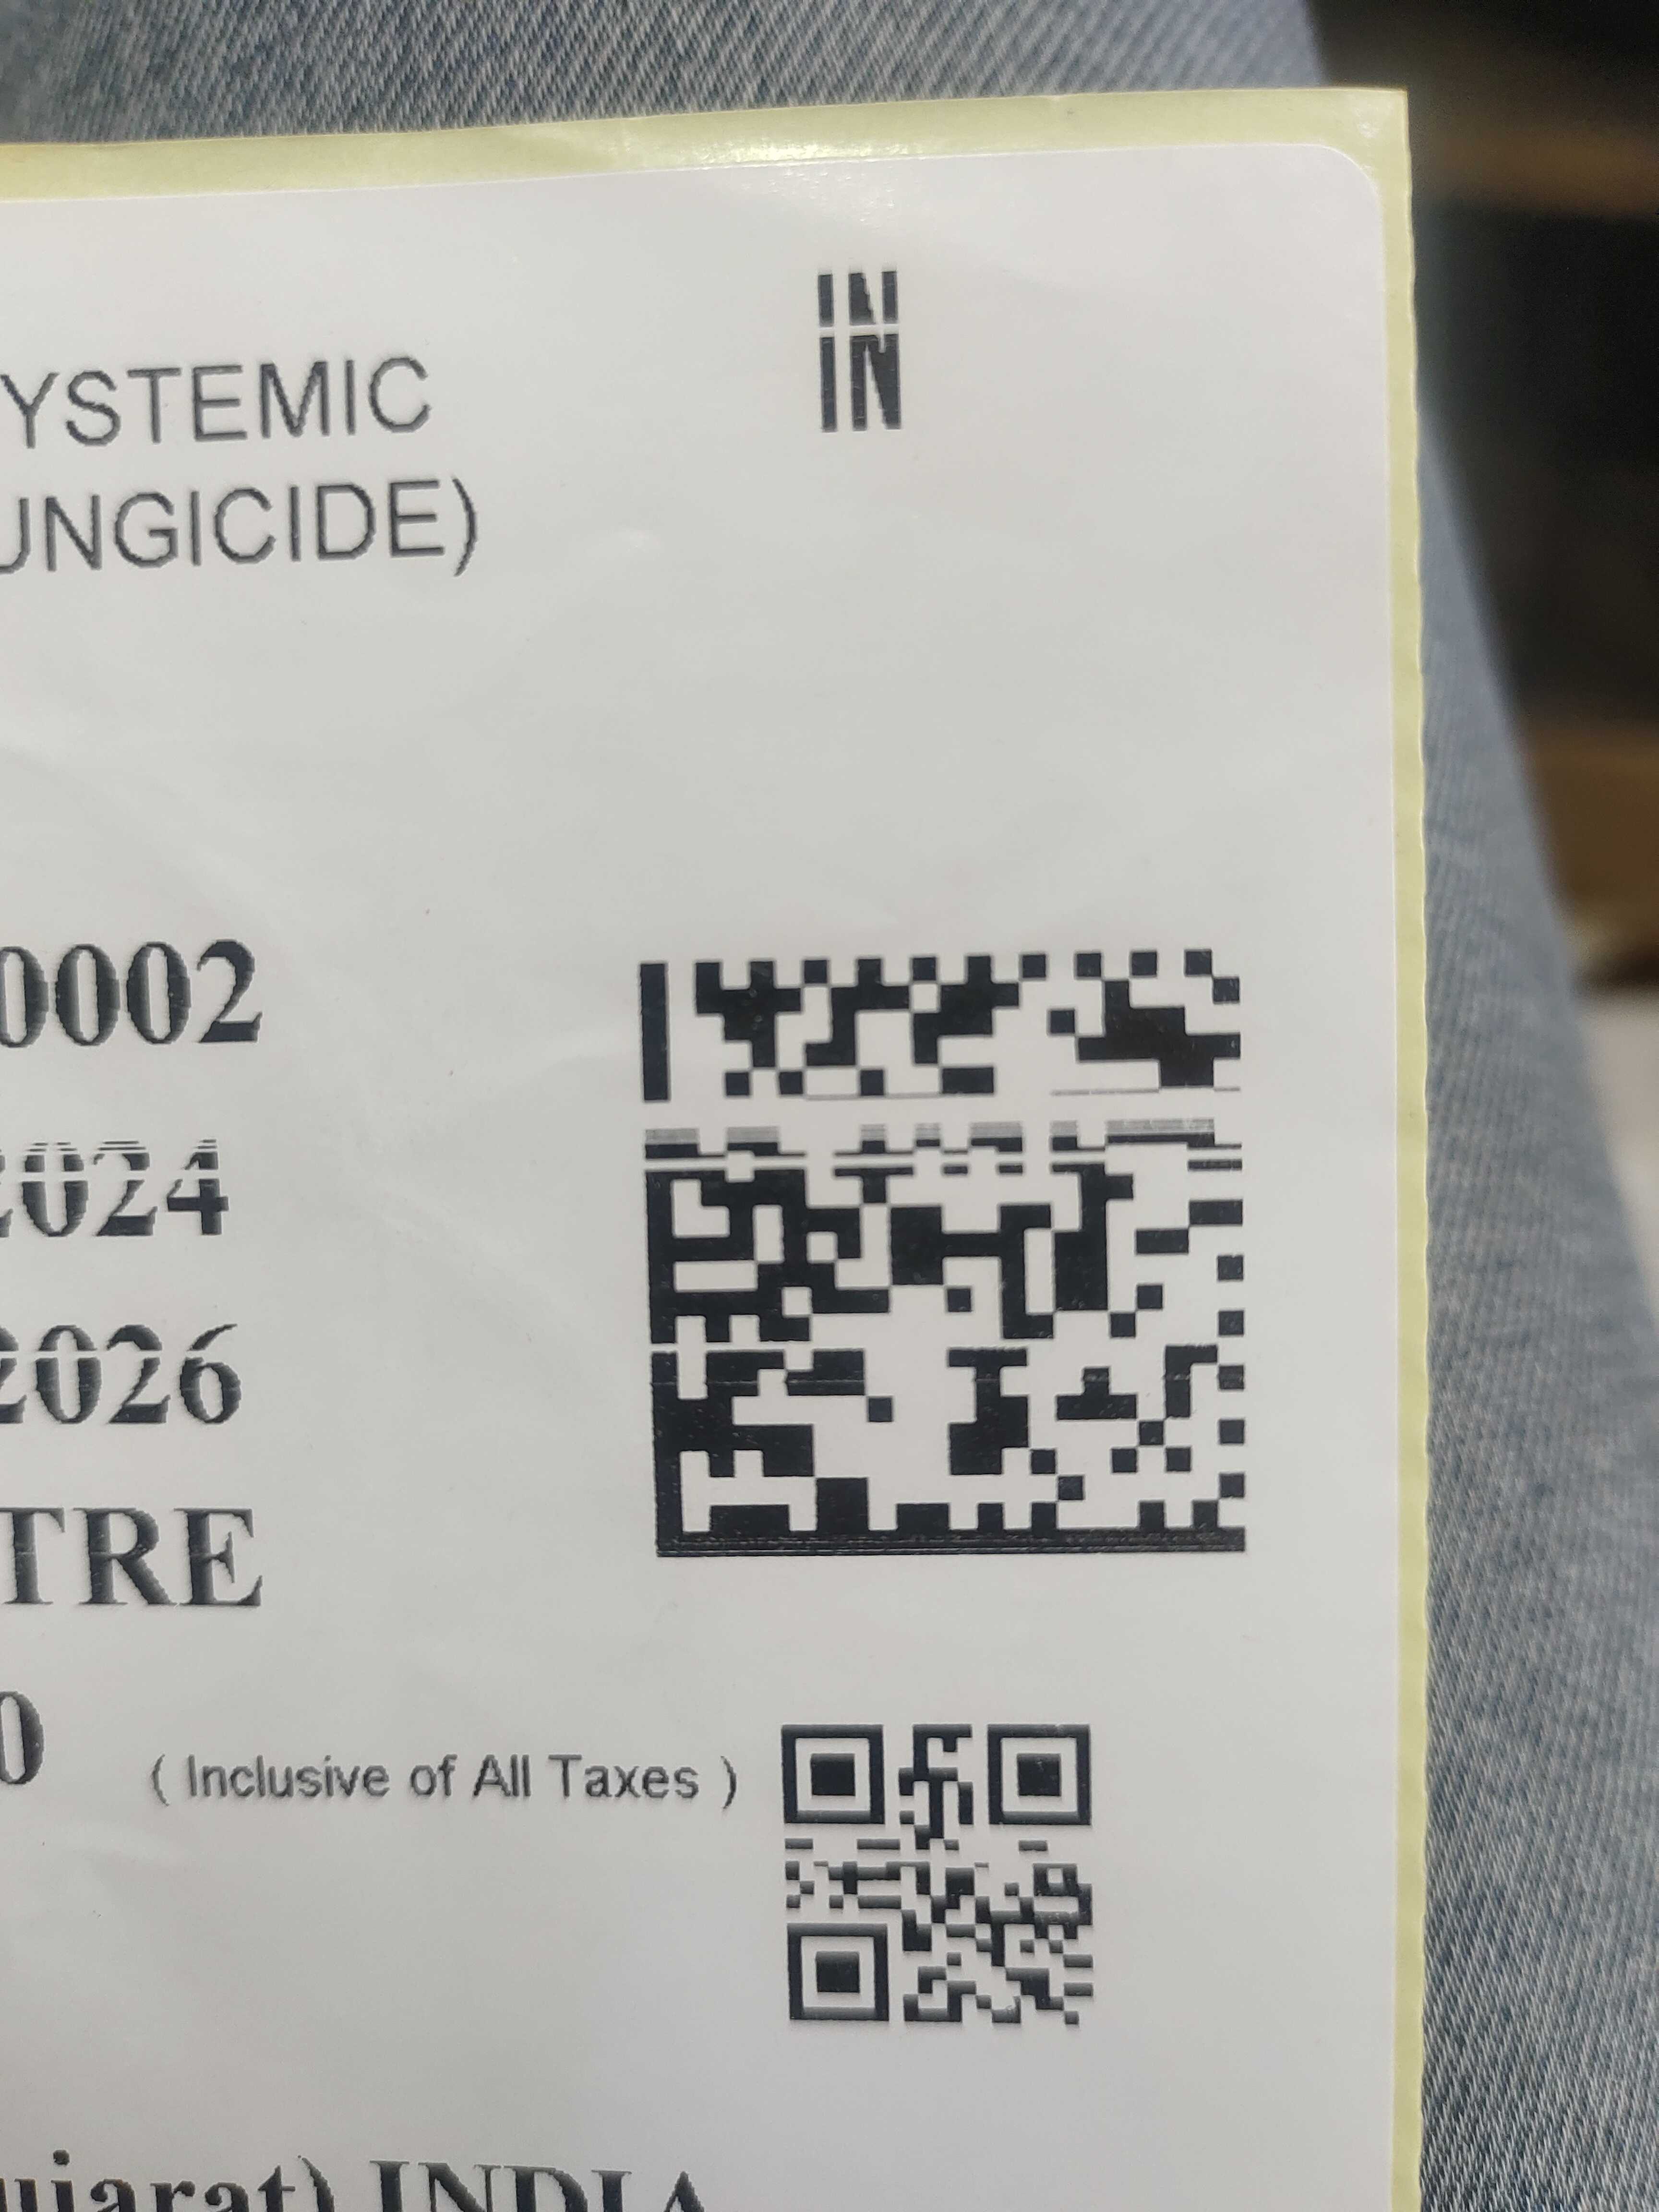 IN
YSTEMIC
UNGICIDE)
0002
2024
2026
TRE
0 ( Inclusive of All Taxes )
ujarat) INDIA